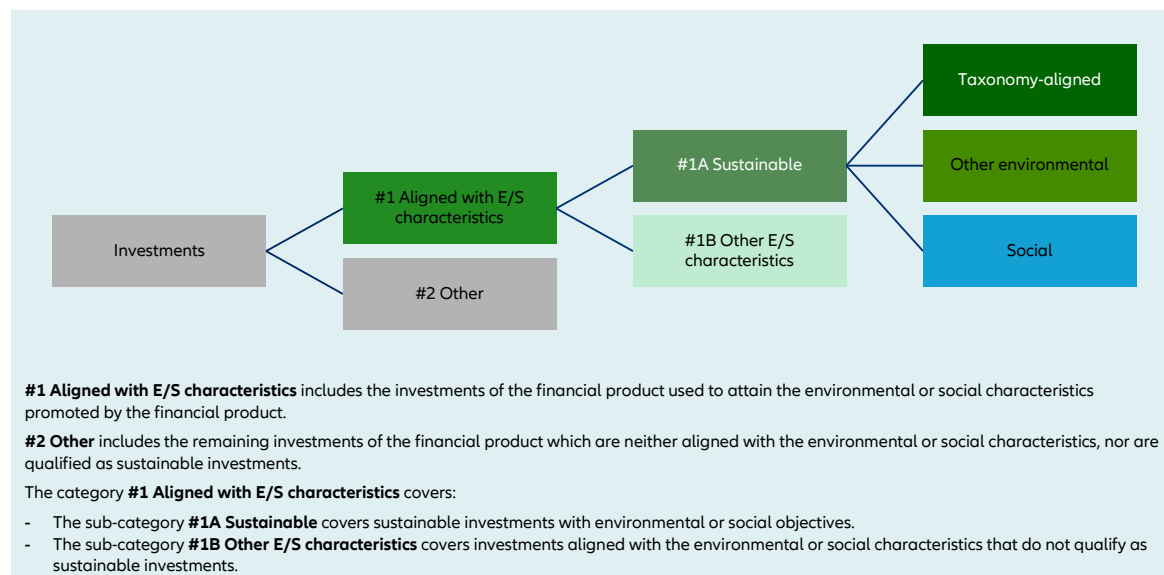 Taxonomy-aligned
#1A Sustainable
Other environmental
#1 Aligned with E/S
characteristics
Investments
#1B Other E/S
characteristics
Social
#2 Other
#1 Aligned with E/S characteristics includes the investments of the financial product used to attain the environmental or social characteristics
promoted by the financial product.
#2 Other includes the remaining investments of the financial product which are neither aligned with the environmental or social characteristics, nor are
qualified as sustainable investments.
The category #1 Aligned with E/S characteristics covers:
- The sub-category #1A Sustainable covers sustainable investments with environmental or social objectives.
- The sub-category #1B Other E/S characteristics covers investments aligned with the environmental or social characteristics that do not qualify as
sustainable investments.